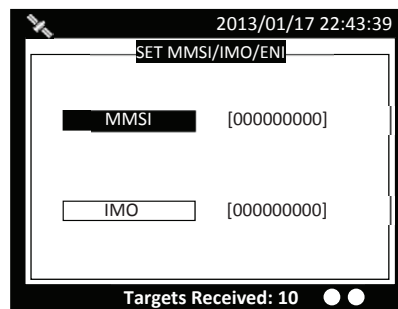 2013/01/17 22:43:39
SET MMSI/IMO/ENI
MMSI [000000000]
IMO [000000000]
Targets Received: 10